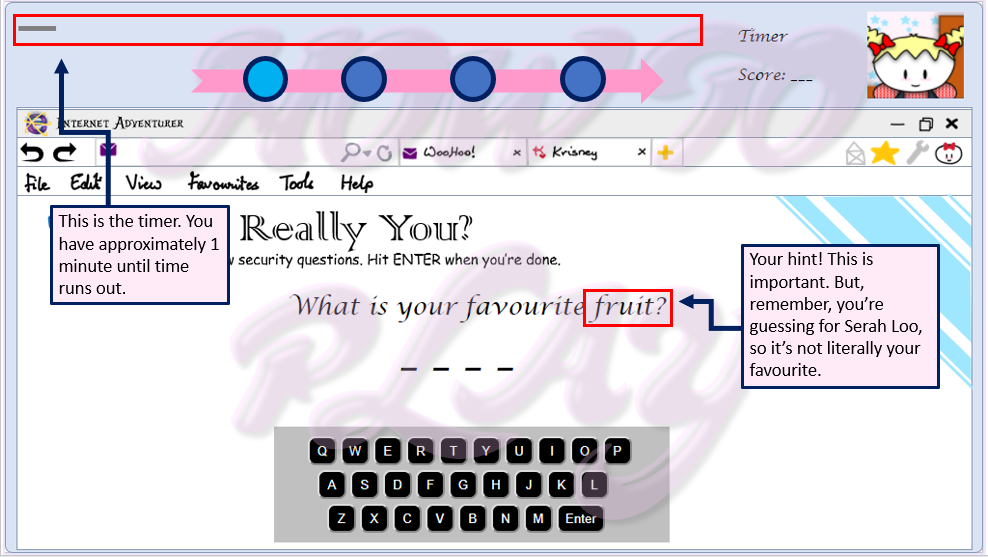 Timer
Score: ___
INTERNET ADVENTURER
WooHoo!
Krisney
File Edit View Favourites Tools Help
This is the timer. You
have approximately 1
minute until time
runs out.
Really You?
security questions. Hit ENTER when you're done.
What is your favourite fruit?
_ _ _ _
Your hint! This is
important. But,
remember, you're
guessing for Serah Loo,
so it's not literally your
favourite.
Q W E R T Y U I O P
A S D F G H J K L
Z X C V B N M Enter
HOW TO
PLAY